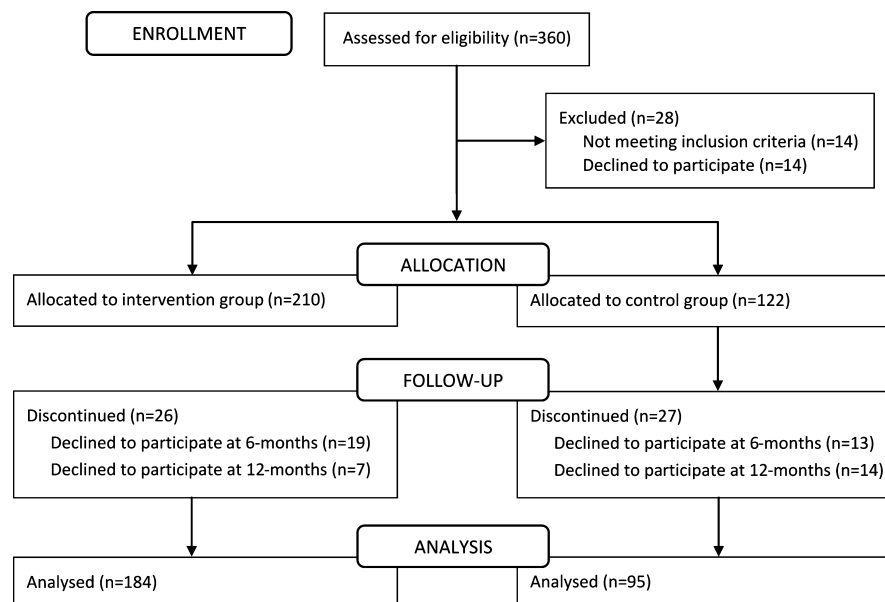 ENROLLMENT
Assessed for eligibility (n=360)
Excluded (n=28)
Not meeting inclusion criteria (n=14)
Declined to participate (n=14)
ALLOCATION
Allocated to intervention group (n=210)
Allocated to control group (n=122)
FOLLOW-UP
Discontinued (n=26)
Declined to participate at 6-months (n=19)
Declined to participate at 12-months (n=7)
Discontinued (n=27)
Declined to participate at 6-months (n=13)
Declined to participate at 12-months (n=14)
ANALYSIS
Analysed (n=184)
Analysed (n=95)